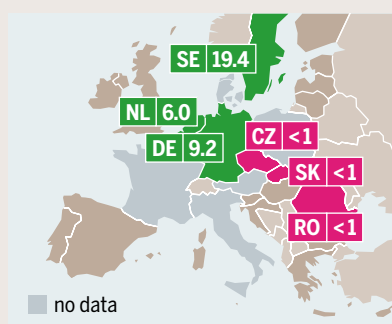 SE 19.4
NL 6.0
DE 9.2
CZ <1
SK <1
RO <1
no data